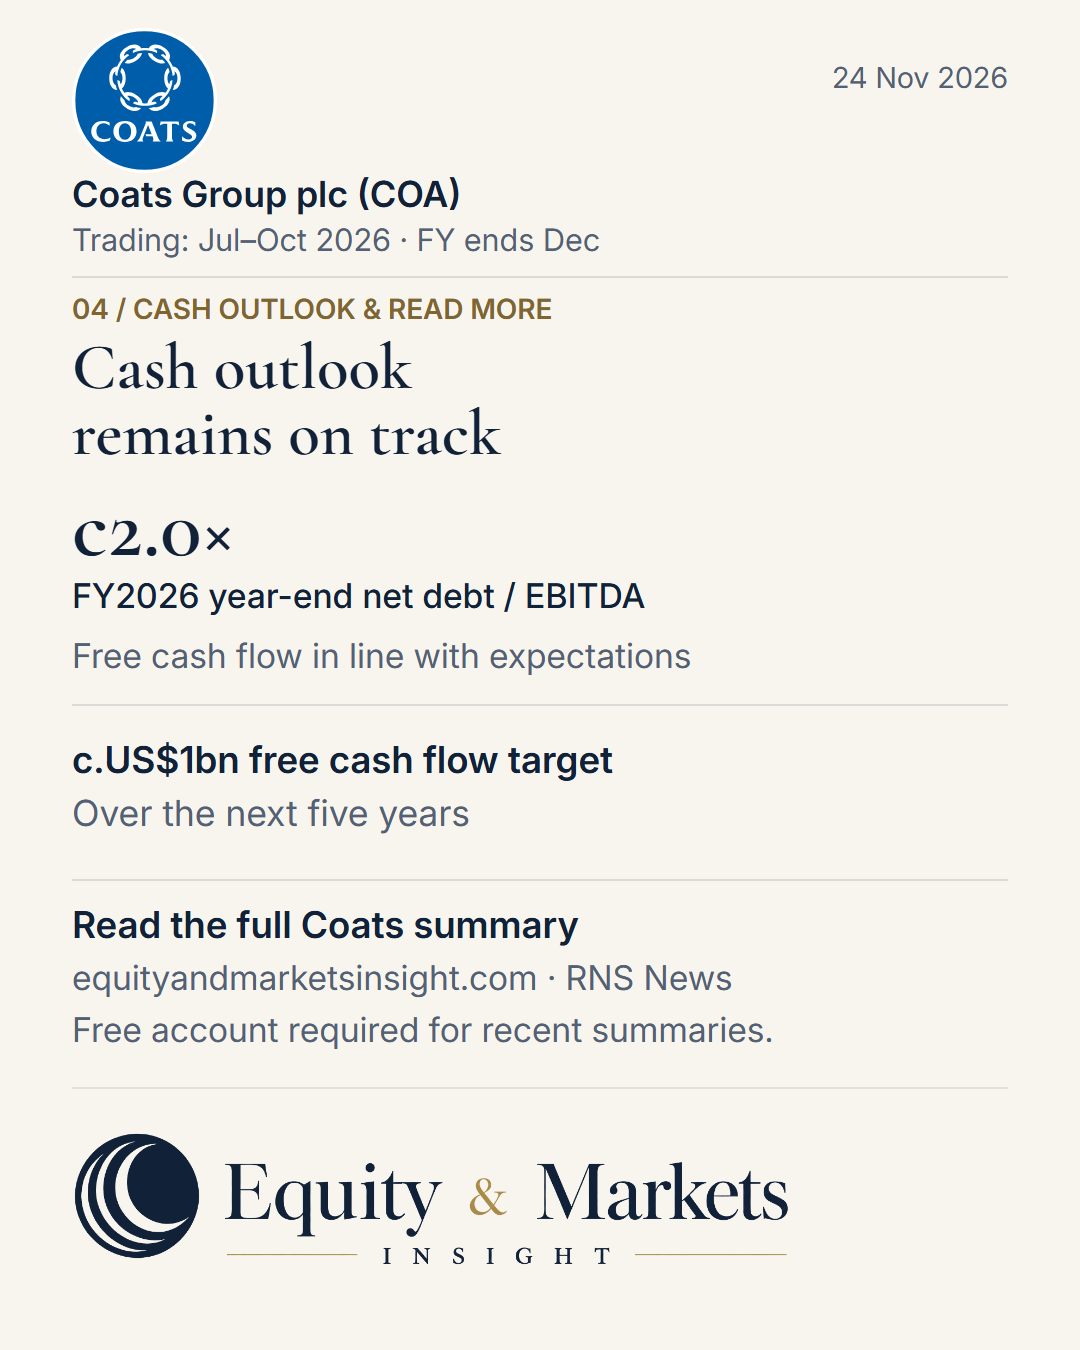 COATS
24 Nov 2026
Coats Group plc (COA)
Trading: Jul–Oct 2026 · FY ends Dec
04 / CASH OUTLOOK & READ MORE
Cash outlook
remains on track
c2.0×
FY2026 year-end net debt / EBITDA
Free cash flow in line with expectations
c.US$1bn free cash flow target
Over the next five years
Read the full Coats summary
equityandmarketsinsight.com · RNS News
Free account required for recent summaries.
Equity & Markets
INSIGHT